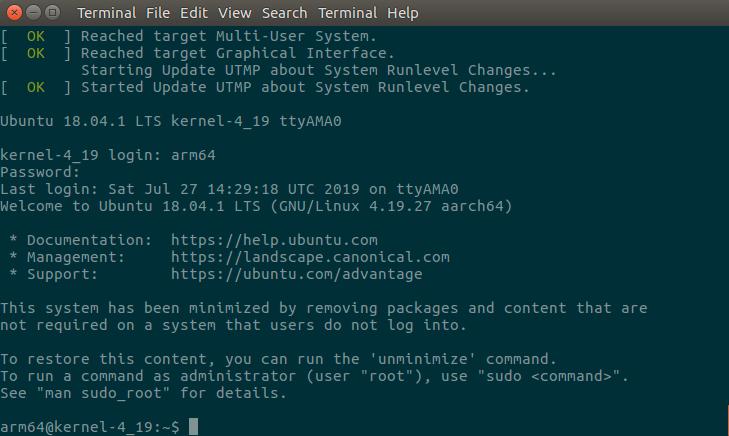 Terminal File Edit View Search Terminal Help
[  OK  ] Reached target Multi-User System.
[  OK  ] Reached target Graphical Interface.
         Starting Update UTMP about System Runlevel Changes...
[  OK  ] Started Update UTMP about System Runlevel Changes.
Ubuntu 18.04.1 LTS kernel-4_19 ttyAMA0
kernel-4_19 login: arm64
Password:
Last login: Sat Jul 27 14:29:18 UTC 2019 on ttyAMA0
Welcome to Ubuntu 18.04.1 LTS (GNU/Linux 4.19.27 aarch64)
 * Documentation:  https://help.ubuntu.com
 * Management:     https://landscape.canonical.com
 * Support:        https://ubuntu.com/advantage
This system has been minimized by removing packages and content that are
not required on a system that users do not log into.
To restore this content, you can run the 'unminimize' command.
To run a command as administrator (user "root"), use "sudo <command>".
See "man sudo_root" for details.
arm64@kernel-4_19:~$